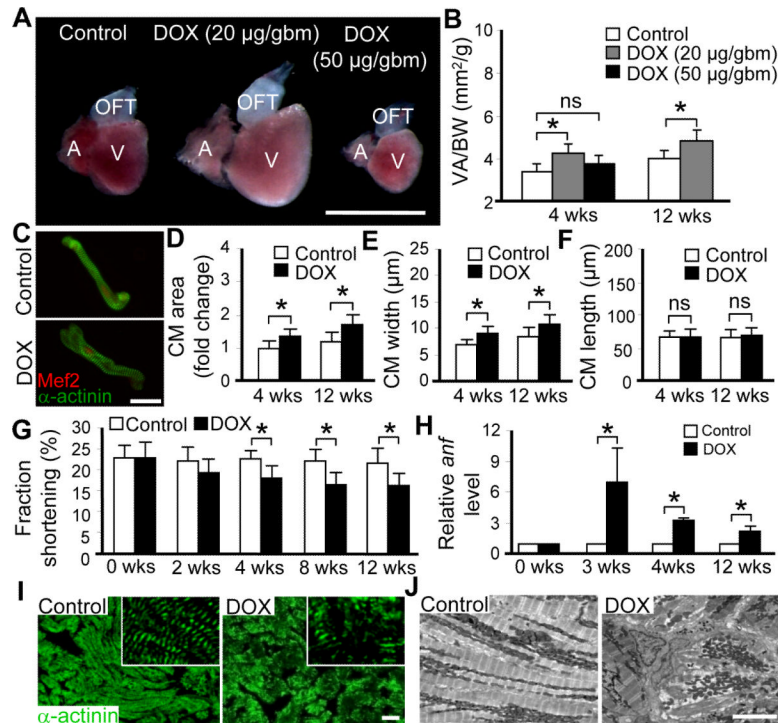 A
Control
DOX (20 µg/gbm)
DOX
(50 µg/gbm)
OFT
OFT
OFT
A
V
A
V
A
V
B
Control
DOX (20 µg/gbm)
DOX (50 µg/gbm)
VA/BW (mm²/g)
10
8
6
4
2
ns
*
*
4 wks
12 wks
C
Control
DOX
Mef2
α-actinin
D
Control
DOX
CM area
(fold change)
4
3
2
1
0
*
*
4 wks
12 wks
E
Control
DOX
CM width (µm)
25
20
15
10
5
0
*
*
4 wks
12 wks
F
Control
DOX
CM length (µm)
200
150
100
50
0
ns
ns
4 wks
12 wks
G
Control
DOX
Fraction
shortening (%)
30
25
20
15
10
5
0
*
*
*
0 wks
2 wks
4 wks
8 wks
12 wks
H
Control
DOX
Relative anf
level
12
9
6
3
0
*
*
*
0 wks
3 wks
4wks
12 wks
I
Control
DOX
α-actinin
J
Control
DOX